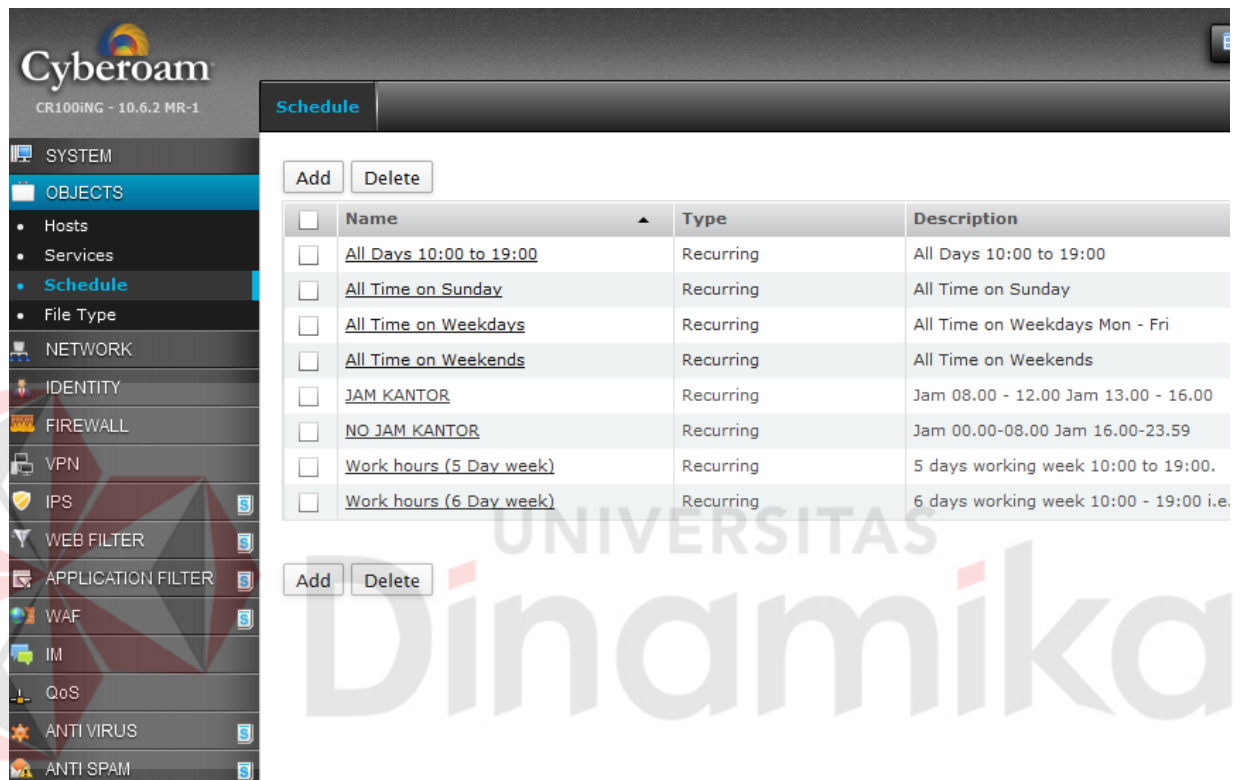 Cyberoam
CR100iNG - 10.6.2 MR-1
Schedule
SYSTEM
OBJECTS
Hosts
Services
Schedule
File Type
NETWORK
IDENTITY
FIREWALL
VPN
IPS
WEB FILTER
APPLICATION FILTER
WAF
IM
QoS
ANTI VIRUS
ANTI SPAM
Add Delete
Name Type Description
All Days 10:00 to 19:00 Recurring All Days 10:00 to 19:00
All Time on Sunday Recurring All Time on Sunday
All Time on Weekdays Recurring All Time on Weekdays Mon - Fri
All Time on Weekends Recurring All Time on Weekends
JAM KANTOR Recurring Jam 08.00 - 12.00 Jam 13.00 - 16.00
NO JAM KANTOR Recurring Jam 00.00-08.00 Jam 16.00-23.59
Work hours (5 Day week) Recurring 5 days working week 10:00 to 19:00.
Work hours (6 Day week) Recurring 6 days working week 10:00 - 19:00 i.e.
Add Delete
UNIVERSITAS
Dinamika